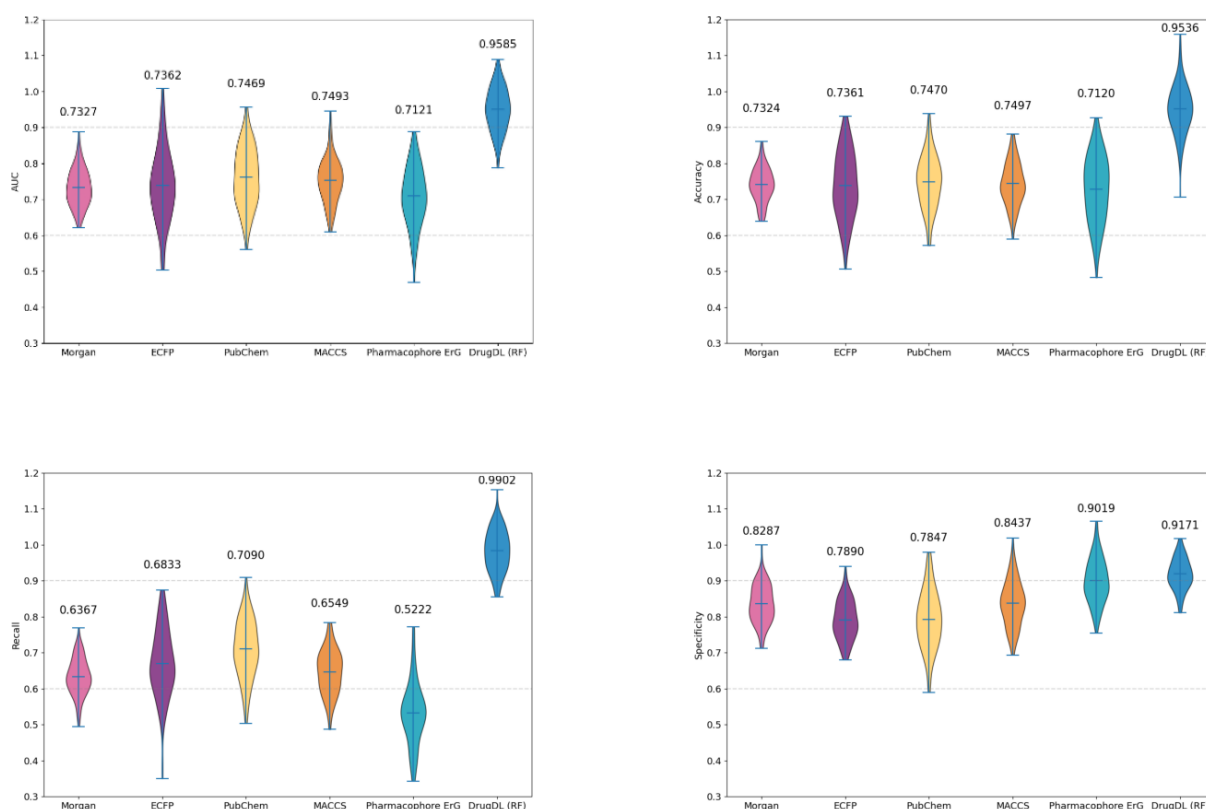 1.2
1.1
1.0
0.9
0.8
0.7
0.6
0.5
0.4
0.3
AUC
0.7327
0.7362
0.7469
0.7493
0.7121
0.9585
Morgan
ECFP
PubChem
MACCS
Pharmacophore ErG
DrugDL (RF)
1.2
1.1
1.0
0.9
0.8
0.7
0.6
0.5
0.4
0.3
Accuracy
0.7324
0.7361
0.7470
0.7497
0.7120
0.9536
Morgan
ECFP
PubChem
MACCS
Pharmacophore ErG
DrugDL (RF
1.2
1.1
1.0
0.9
0.8
0.7
0.6
0.5
0.4
0.3
Recall
0.6367
0.6833
0.7090
0.6549
0.5222
0.9902
Morgan
ECFP
PubChem
MACCS
Pharmacophore ErG
DrugDL (RF)
1.2
1.1
1.0
0.9
0.8
0.7
0.6
0.5
0.4
0.3
Specificity
0.8287
0.7890
0.7847
0.8437
0.9019
0.9171
Morgan
ECFP
PubChem
MACCS
Pharmacophore ErG
DrugDL (RF)